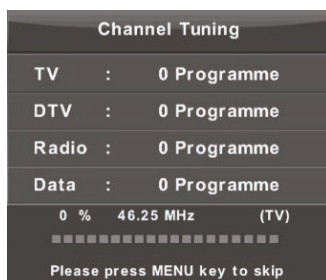 Channel Tuning
TV : 0 Programme
DTV : 0 Programme
Radio : 0 Programme
Data : 0 Programme
0 % 46.25 MHz (TV)
Please press MENU key to skip